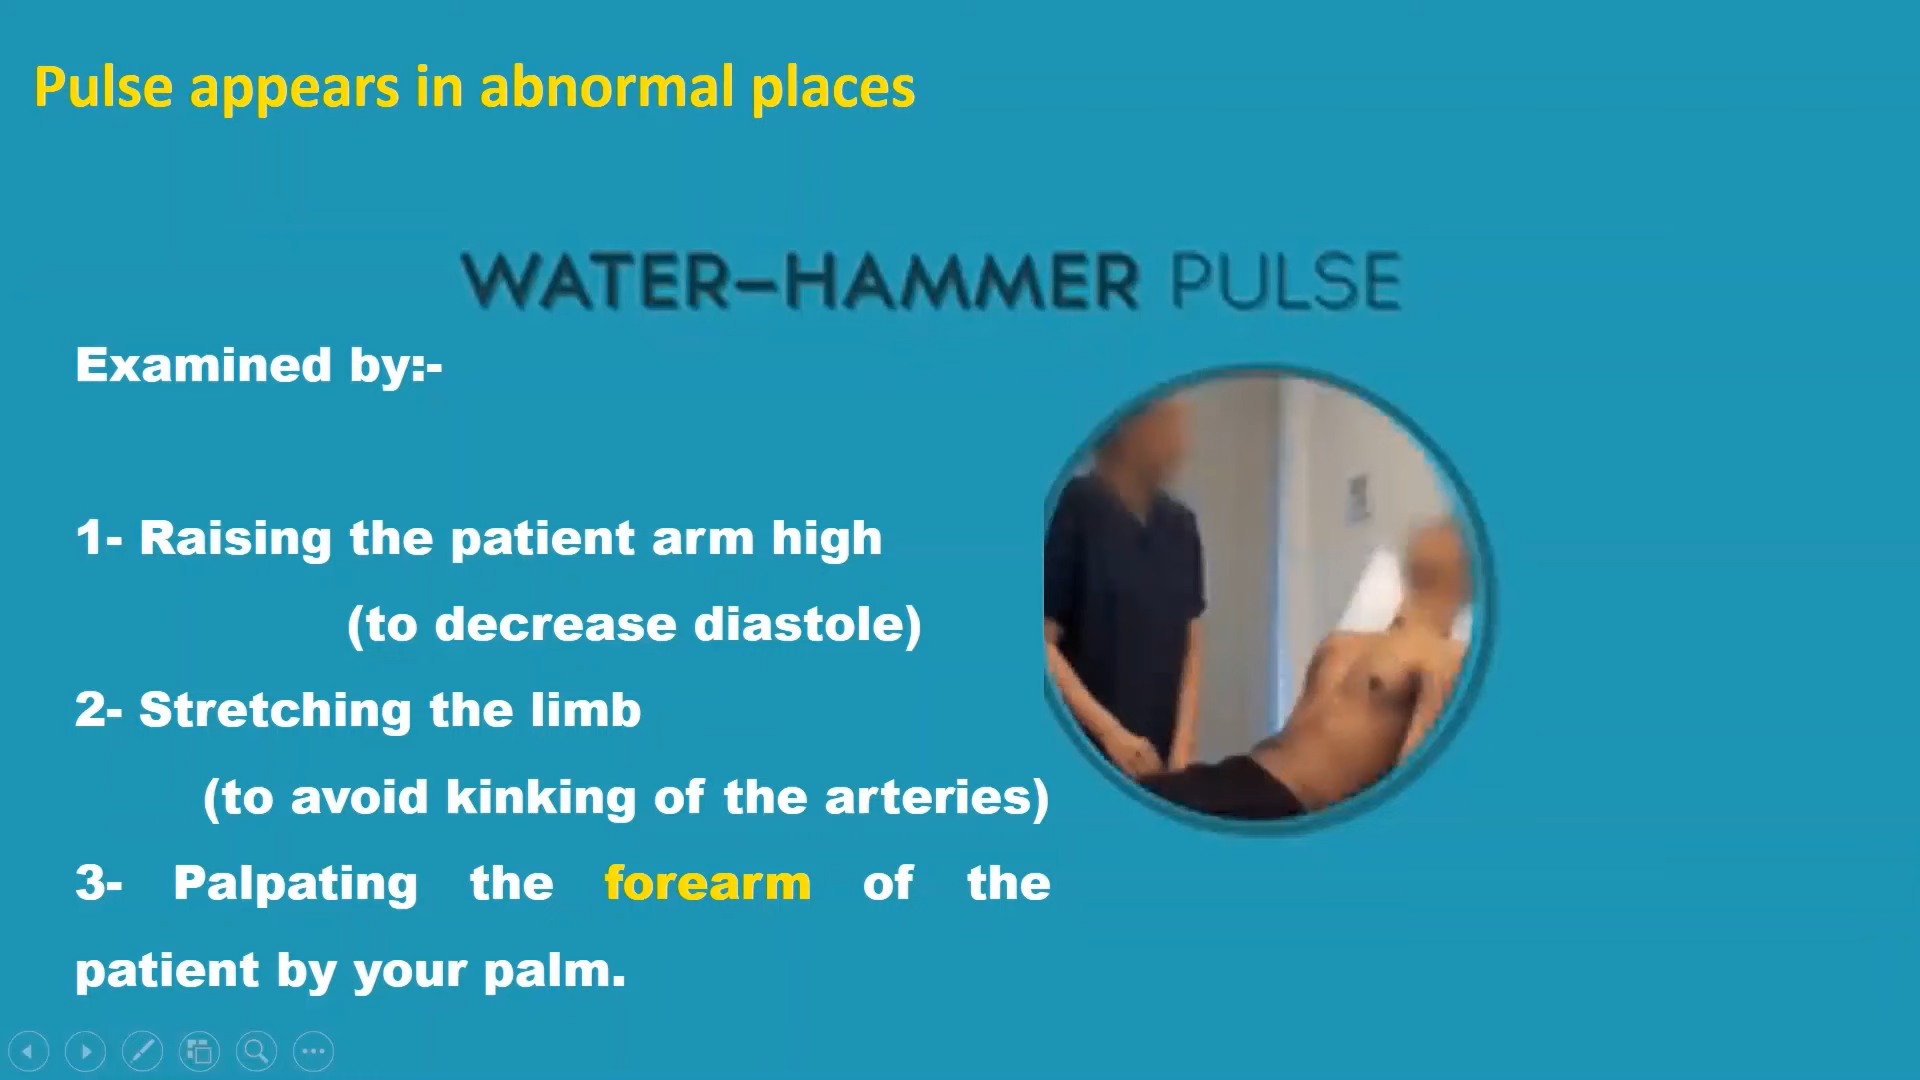 Pulse appears in abnormal places
WATER-HAMMER PULSE
Examined by:-
1- Raising the patient arm high
(to decrease diastole)
2- Stretching the limb
(to avoid kinking of the arteries)
3- Palpating the forearm of the
patient by your palm.